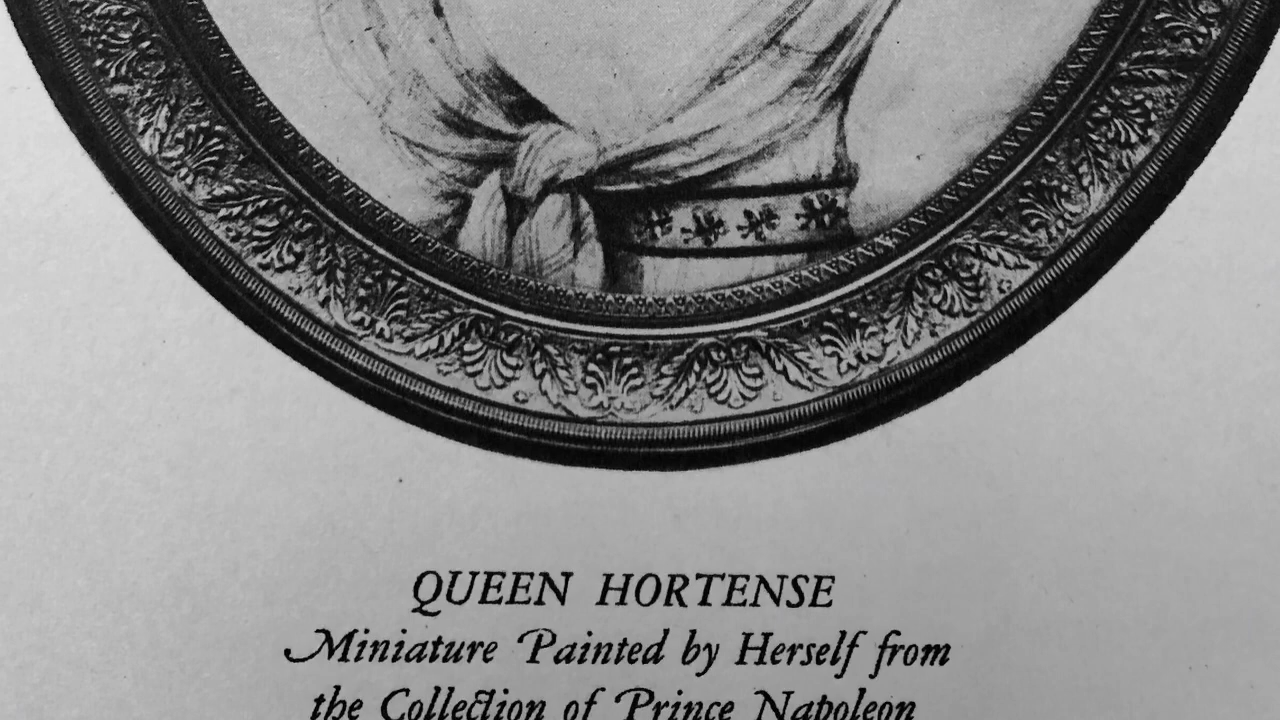 QUEEN HORTENSE
Miniature Painted by Herself from
the Collection of Prince Napoleon